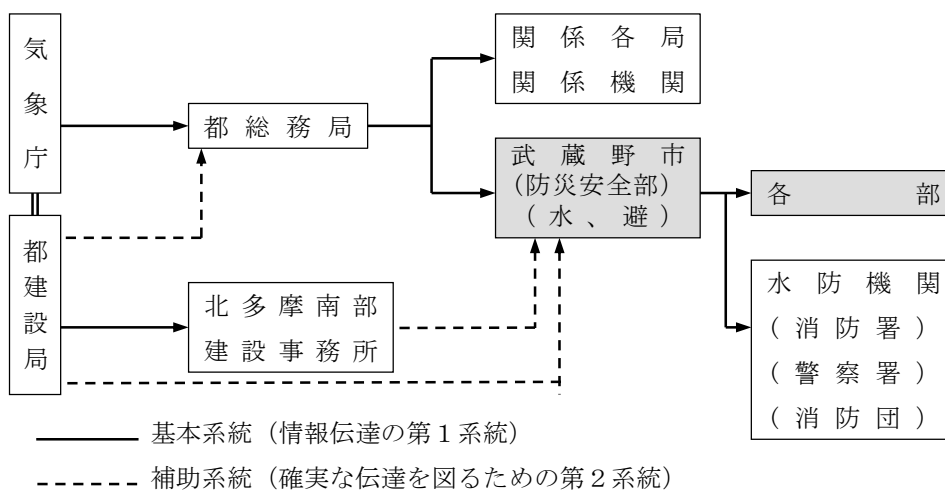 気象庁
都総務局
関係各局
関係機関
武蔵野市
(防災安全部)
(水、避)
各部
都建設局
北多摩南部
建設事務所
水防機関
(消防署)
(警察署)
(消防団)
基本系統（情報伝達の第１系統）
補助系統（確実な伝達を図るための第２系統）